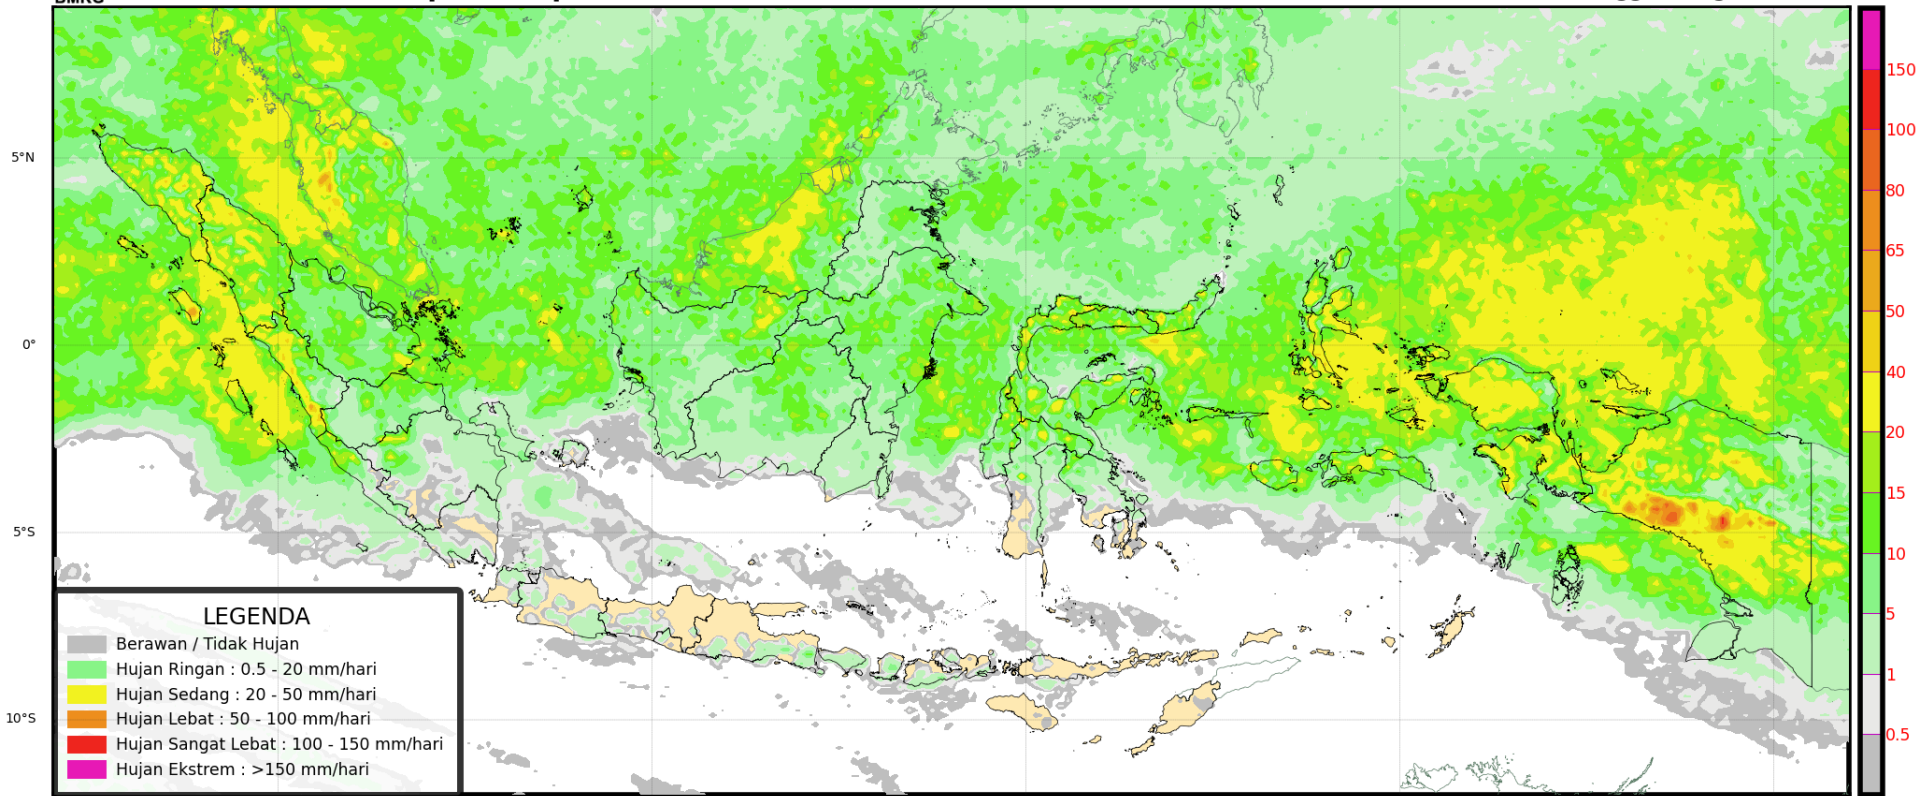 BMKG
5°N
0°
5°S
10°S
LEGENDA
Berawan / Tidak Hujan
Hujan Ringan : 0.5 - 20 mm/hari
Hujan Sedang : 20 - 50 mm/hari
Hujan Lebat : 50 - 100 mm/hari
Hujan Sangat Lebat : 100 - 150 mm/hari
Hujan Ekstrem : >150 mm/hari
150
100
80
65
50
40
20
15
10
5
1
0.5